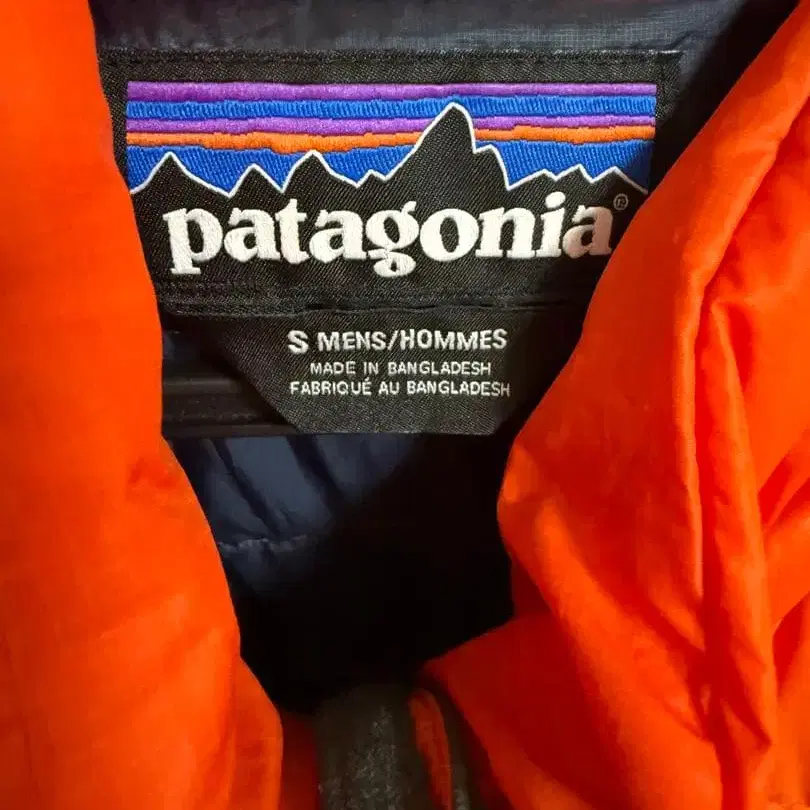 patagonia®
S MENS/HOMMES
MADE IN BANGLADESH
FABRIQUÉ AU BANGLADESH